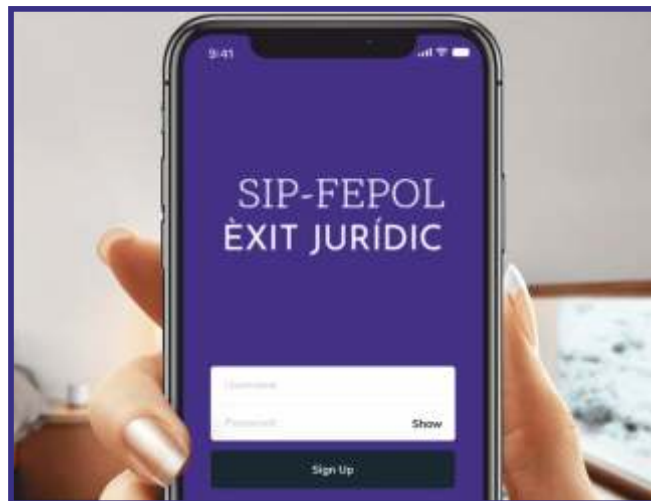 9:41
SIP-FEPOL
ÈXIT JURÍDIC
Username
Password
Show
Sign Up